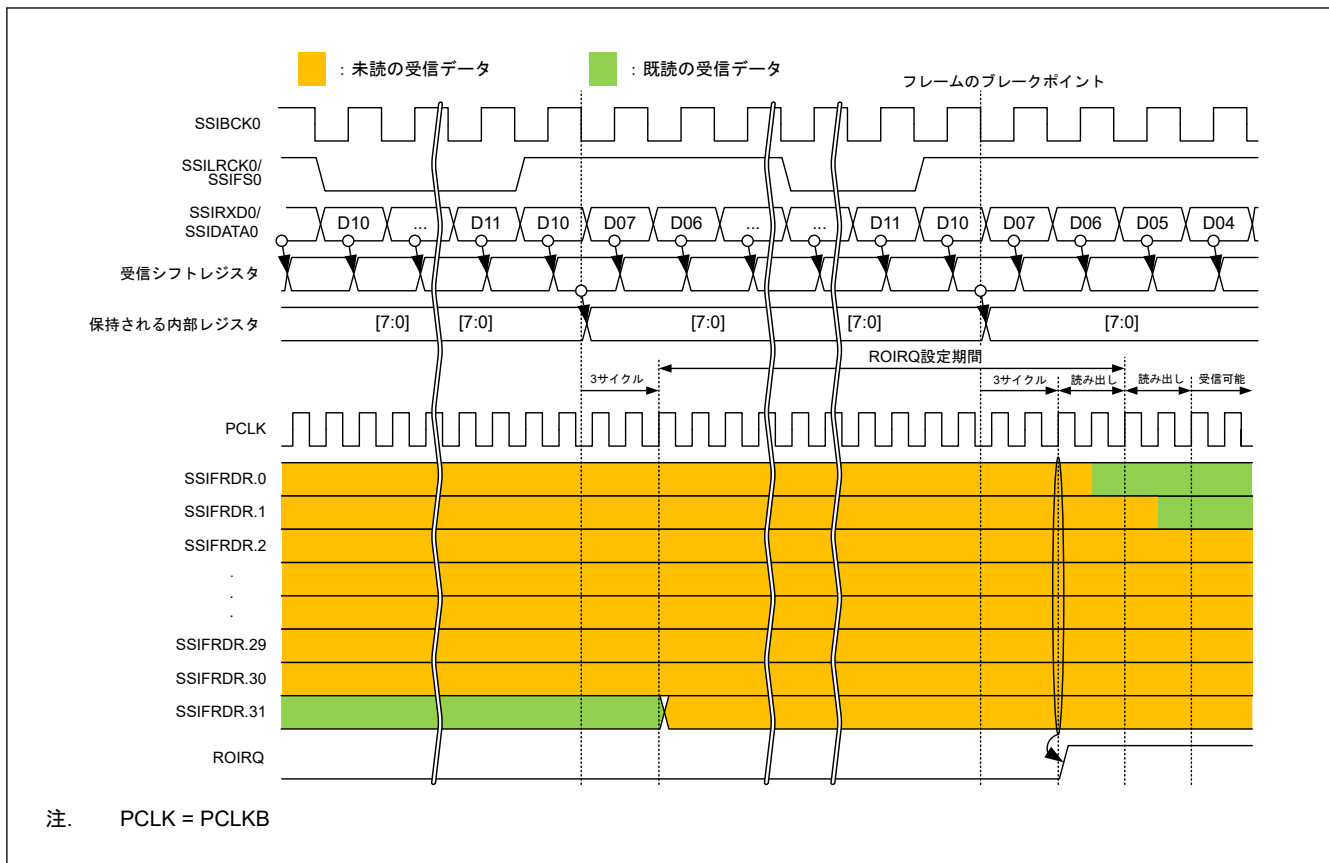 ：未読の受信データ
：既読の受信データ
フレームのブレークポイント
SSIBCK0
SSILRCK0/
SSIFS0
SSIRXD0/
SSIDATA0
D10 ... D11 D10 D07 D06 ... ... D11 D10 D07 D06 D05 D04
受信シフトレジスタ
保持される内部レジスタ
[7:0] [7:0] [7:0] [7:0] [7:0]
ROIRQ設定期間
3サイクル 3サイクル 読み出し 読み出し 受信可能
PCLK
SSIFRDR.0
SSIFRDR.1
SSIFRDR.2
.
.
.
SSIFRDR.29
SSIFRDR.30
SSIFRDR.31
ROIRQ
注. PCLK = PCLKB